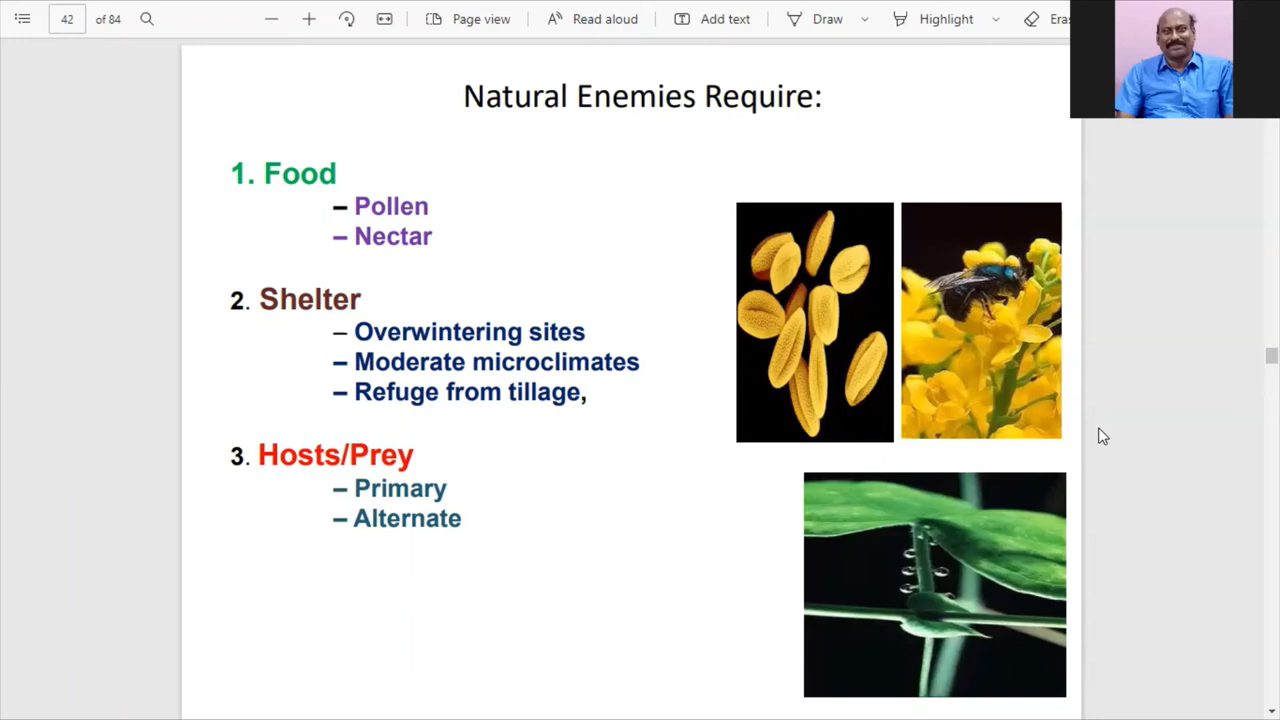 42 of 84 Page view Read aloud Add text Draw Highlight Eras
Natural Enemies Require:
1. Food
– Pollen
– Nectar
2. Shelter
– Overwintering sites
– Moderate microclimates
– Refuge from tillage,
3. Hosts/Prey
– Primary
– Alternate